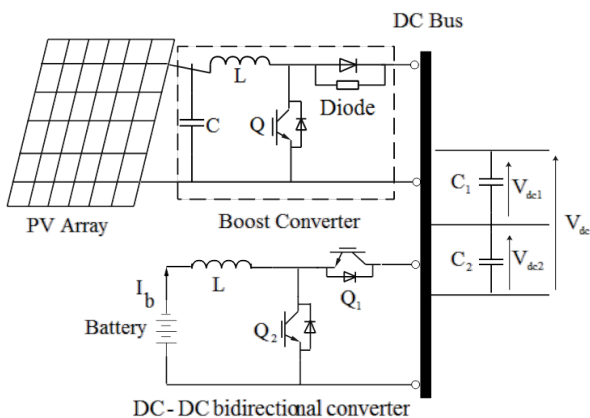 DC Bus
L
Diode
C
Q
PV Array
Boost Converter
C1
Vdc1
Vdc
C2
Vdc2
Ib
L
Q1
Battery
Q2
DC - DC bidirectional converter